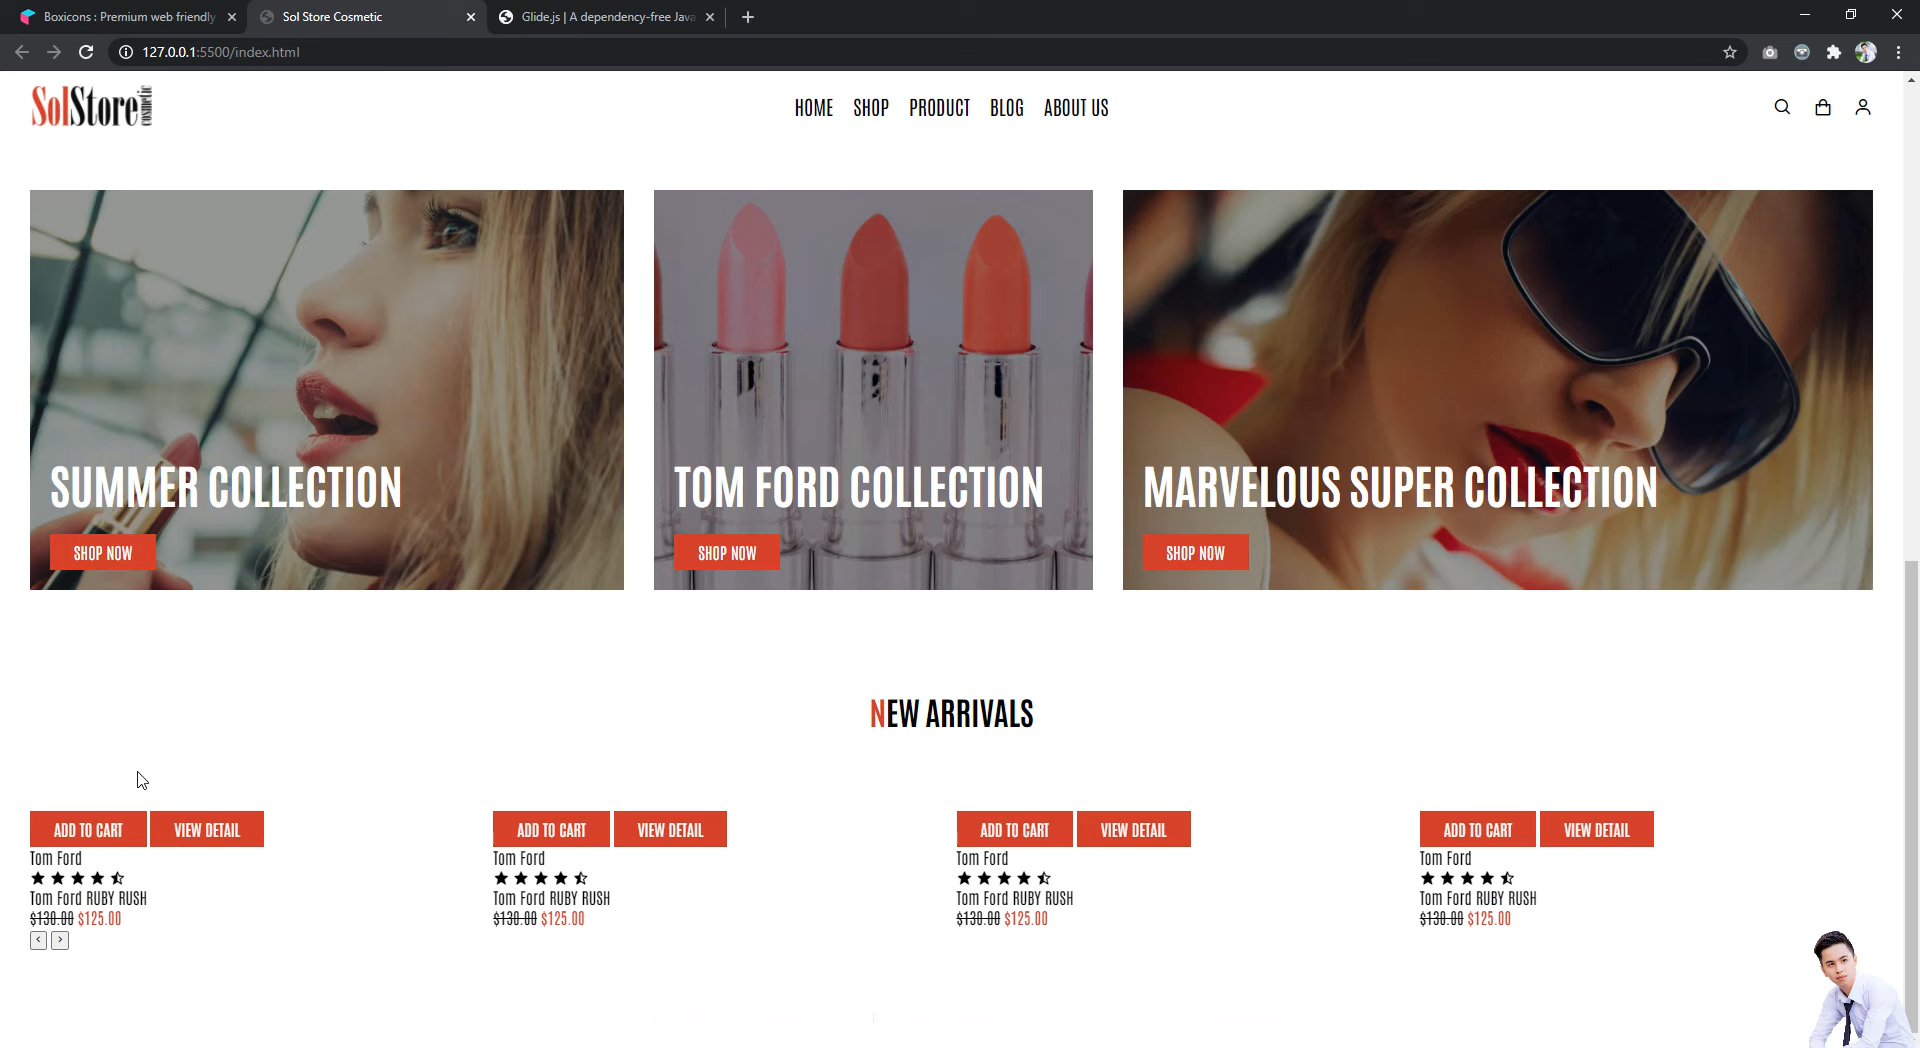 Boxicons : Premium web friendly
Sol Store Cosmetic
Glide.js | A dependency-free Java
127.0.0.1:5500/index.html
SolStore cosmetic
HOME SHOP PRODUCT BLOG ABOUT US
SUMMER COLLECTION
SHOP NOW
TOM FORD COLLECTION
SHOP NOW
MARVELOUS SUPER COLLECTION
SHOP NOW
NEW ARRIVALS
ADD TO CART VIEW DETAIL
Tom Ford
Tom Ford RUBY RUSH
$130.00 $125.00
< >
ADD TO CART VIEW DETAIL
Tom Ford
Tom Ford RUBY RUSH
$130.00 $125.00
ADD TO CART VIEW DETAIL
Tom Ford
Tom Ford RUBY RUSH
$130.00 $125.00
ADD TO CART VIEW DETAIL
Tom Ford
Tom Ford RUBY RUSH
$130.00 $125.00